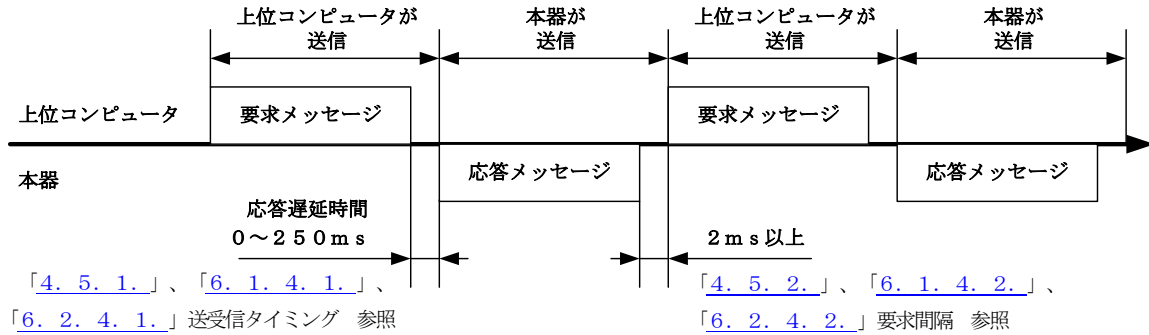 上位コンピュータが
送信
本器が
送信
上位コンピュータが
送信
本器が
送信
上位コンピュータ
要求メッセージ
要求メッセージ
本器
応答メッセージ
応答メッセージ
応答遅延時間
0~250ms
2ms以上
「4.5.1.」、「6.1.4.1.」、
「6.2.4.1.」送受信タイミング 参照
「4.5.2.」、「6.1.4.2.」、
「6.2.4.2.」要求間隔 参照